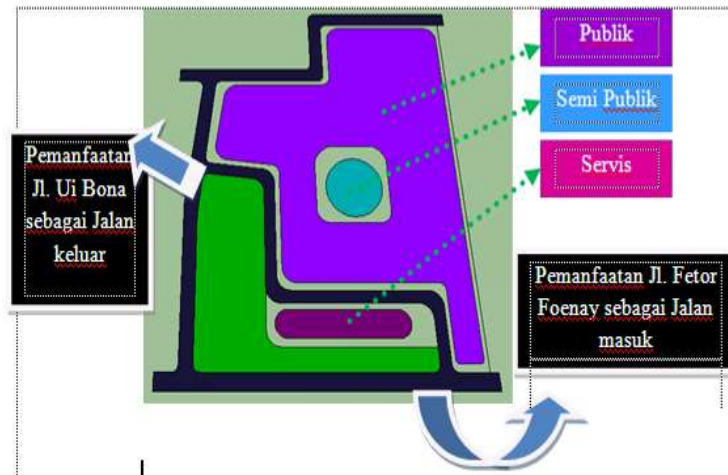 Publik
Semi Publik
Servis
Pemanfaatan
Jl. Ui Bona
sebagai Jalan
keluar
Pemanfaatan Jl. Fetor
Foenay sebagai Jalan
masuk